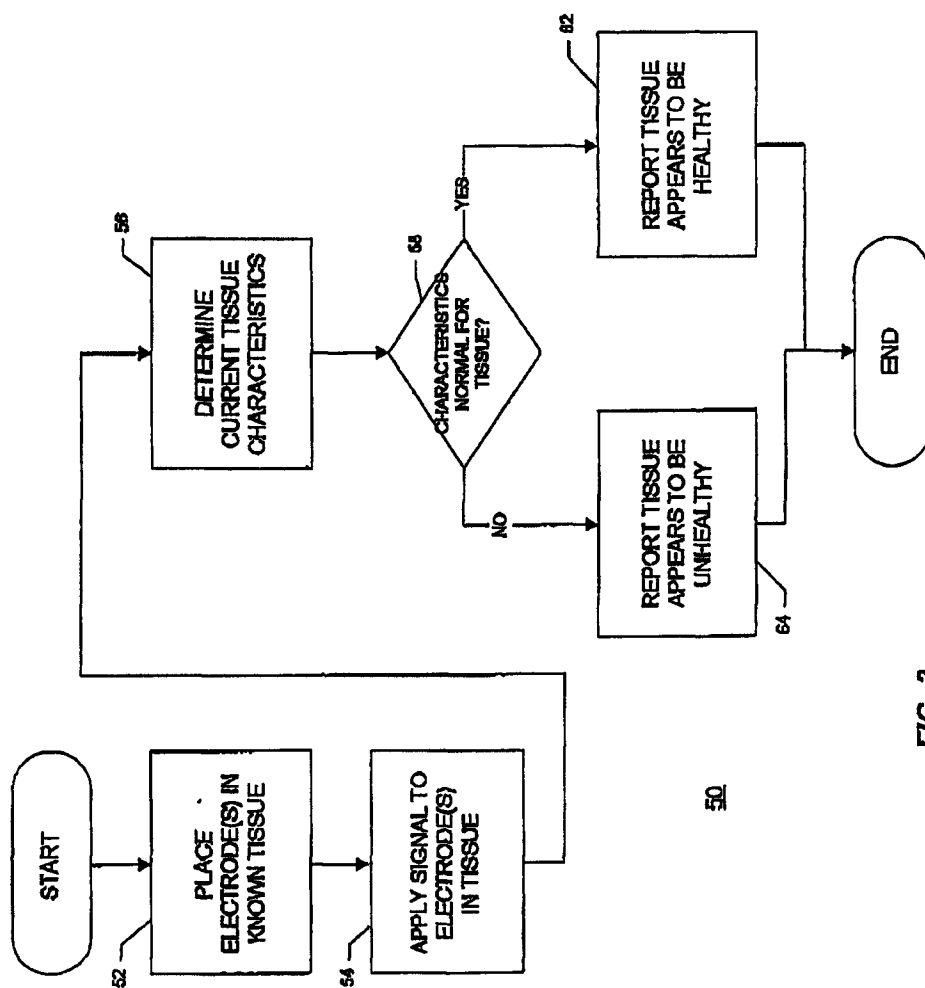 START
52
PLACE
ELECTRODE(S) IN
KNOWN TISSUE
54
APPLY SIGNAL TO
ELECTRODE(S)
IN TISSUE
56
DETERMINE
CURRENT TISSUE
CHARACTERISTICS
58
CHARACTERISTICS
NORMAL FOR
TISSUE?
NO
YES
64
REPORT TISSUE
APPEARS TO BE
UNHEALTHY
62
REPORT TISSUE
APPEARS TO BE
HEALTHY
END
50